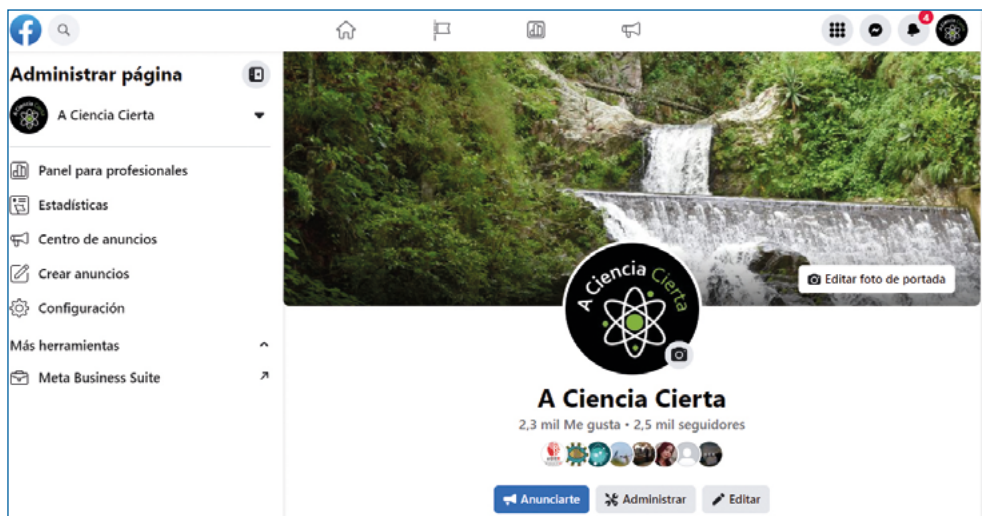 4
Administrar página
A Ciencia Cierta
Panel para profesionales
Estadísticas
Centro de anuncios
Crear anuncios
Configuración
Más herramientas
Meta Business Suite
Editar foto de portada
A Ciencia Cierta
A Ciencia Cierta
2,3 mil Me gusta • 2,5 mil seguidores
Anunciarte
Administrar
Editar